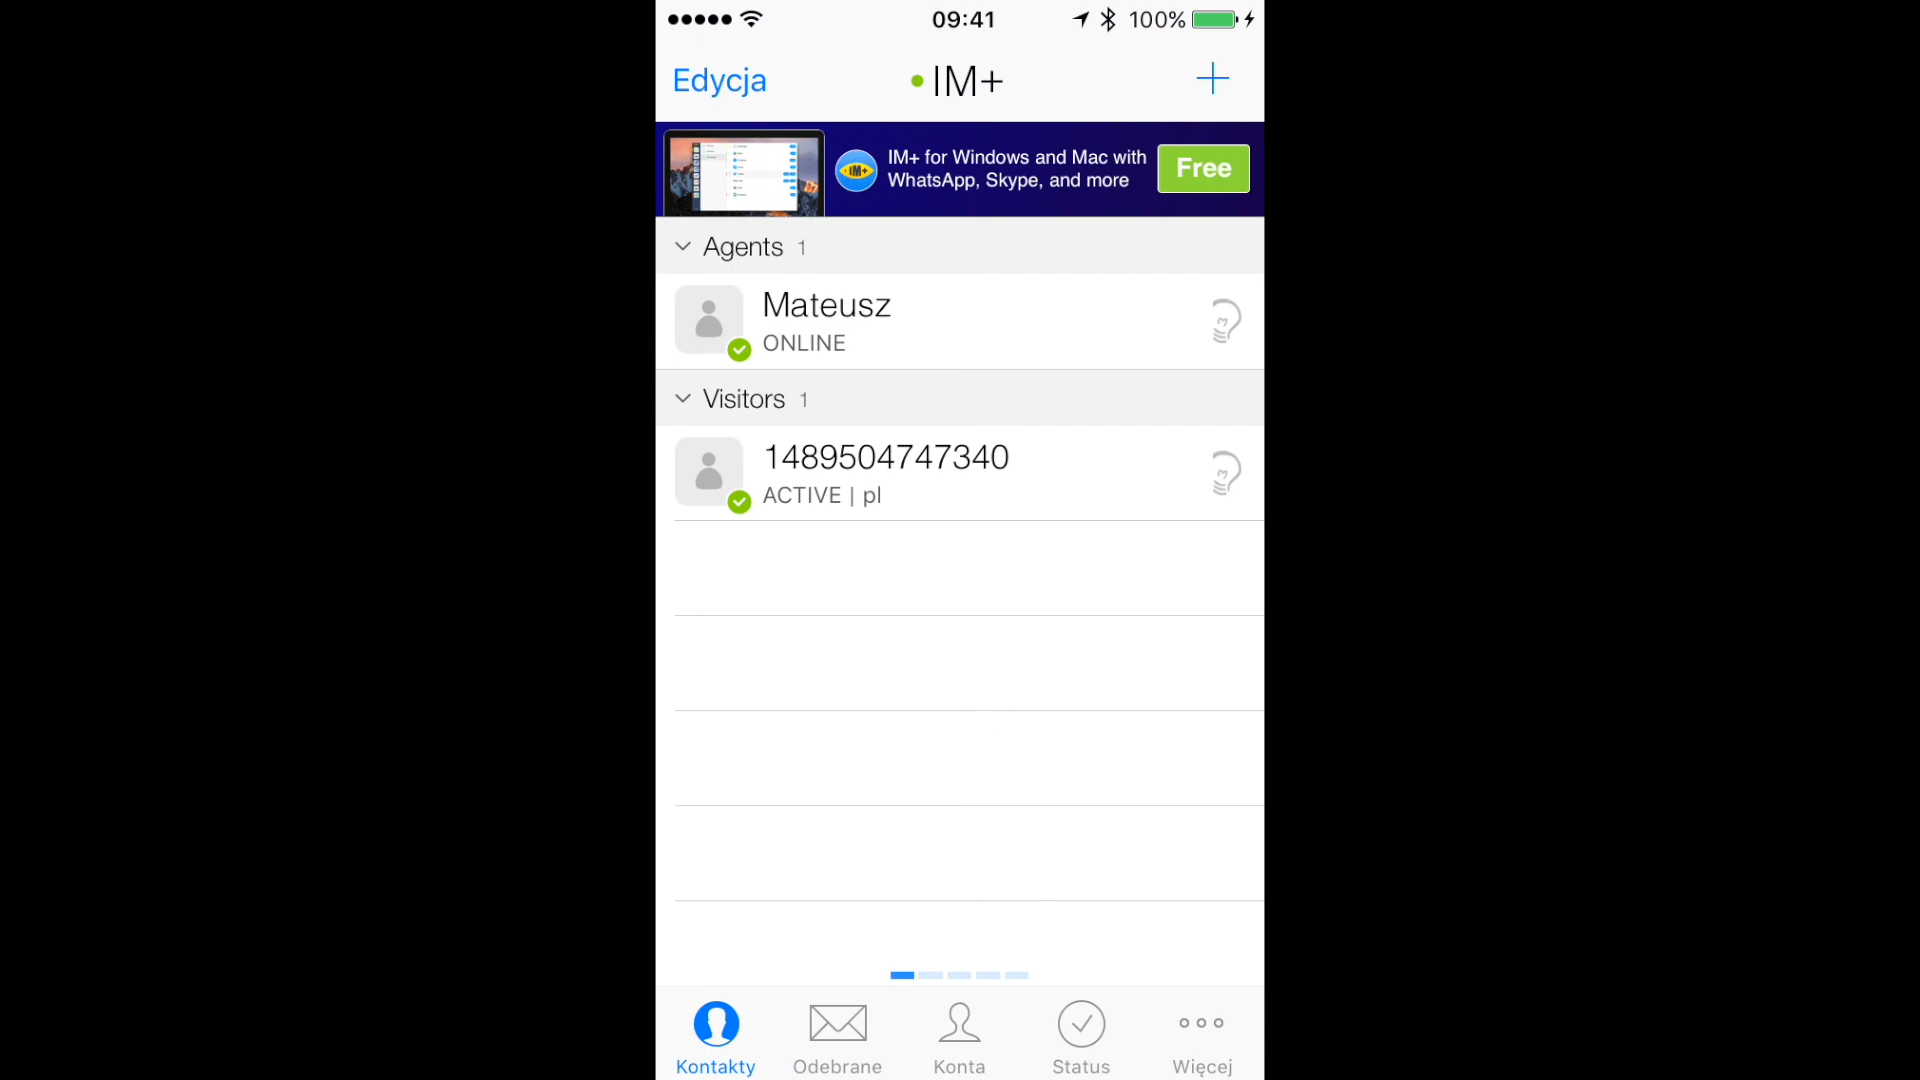 09:41
100%
Edycja
IM+
IM+
IM+ for Windows and Mac with
WhatsApp, Skype, and more
Free
Agents 1
Mateusz
ONLINE
Visitors 1
1489504747340
ACTIVE | pl
Kontakty
Odebrane
Konta
Status
Więcej